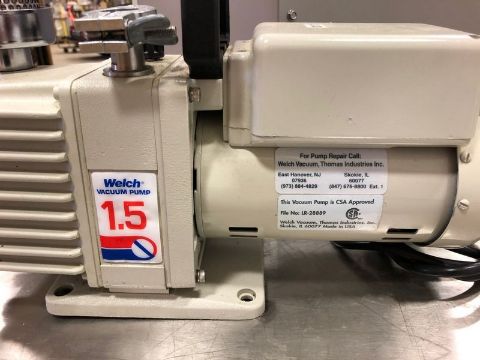 Welch®
VACUUM PUMP
1.5
For Pump Repair Call:
Welch Vacuum, Thomas Industries Inc.
East Hanover, NJ Skokie, IL
07936 60077
(973) 884-4829 (847) 676-8800 Ext. 1
This Vacuum Pump is CSA Approved
File No: LR-28869
Welch Vacuum, Thomas Industries, Inc.
Skokie, IL 60077 Made in USA